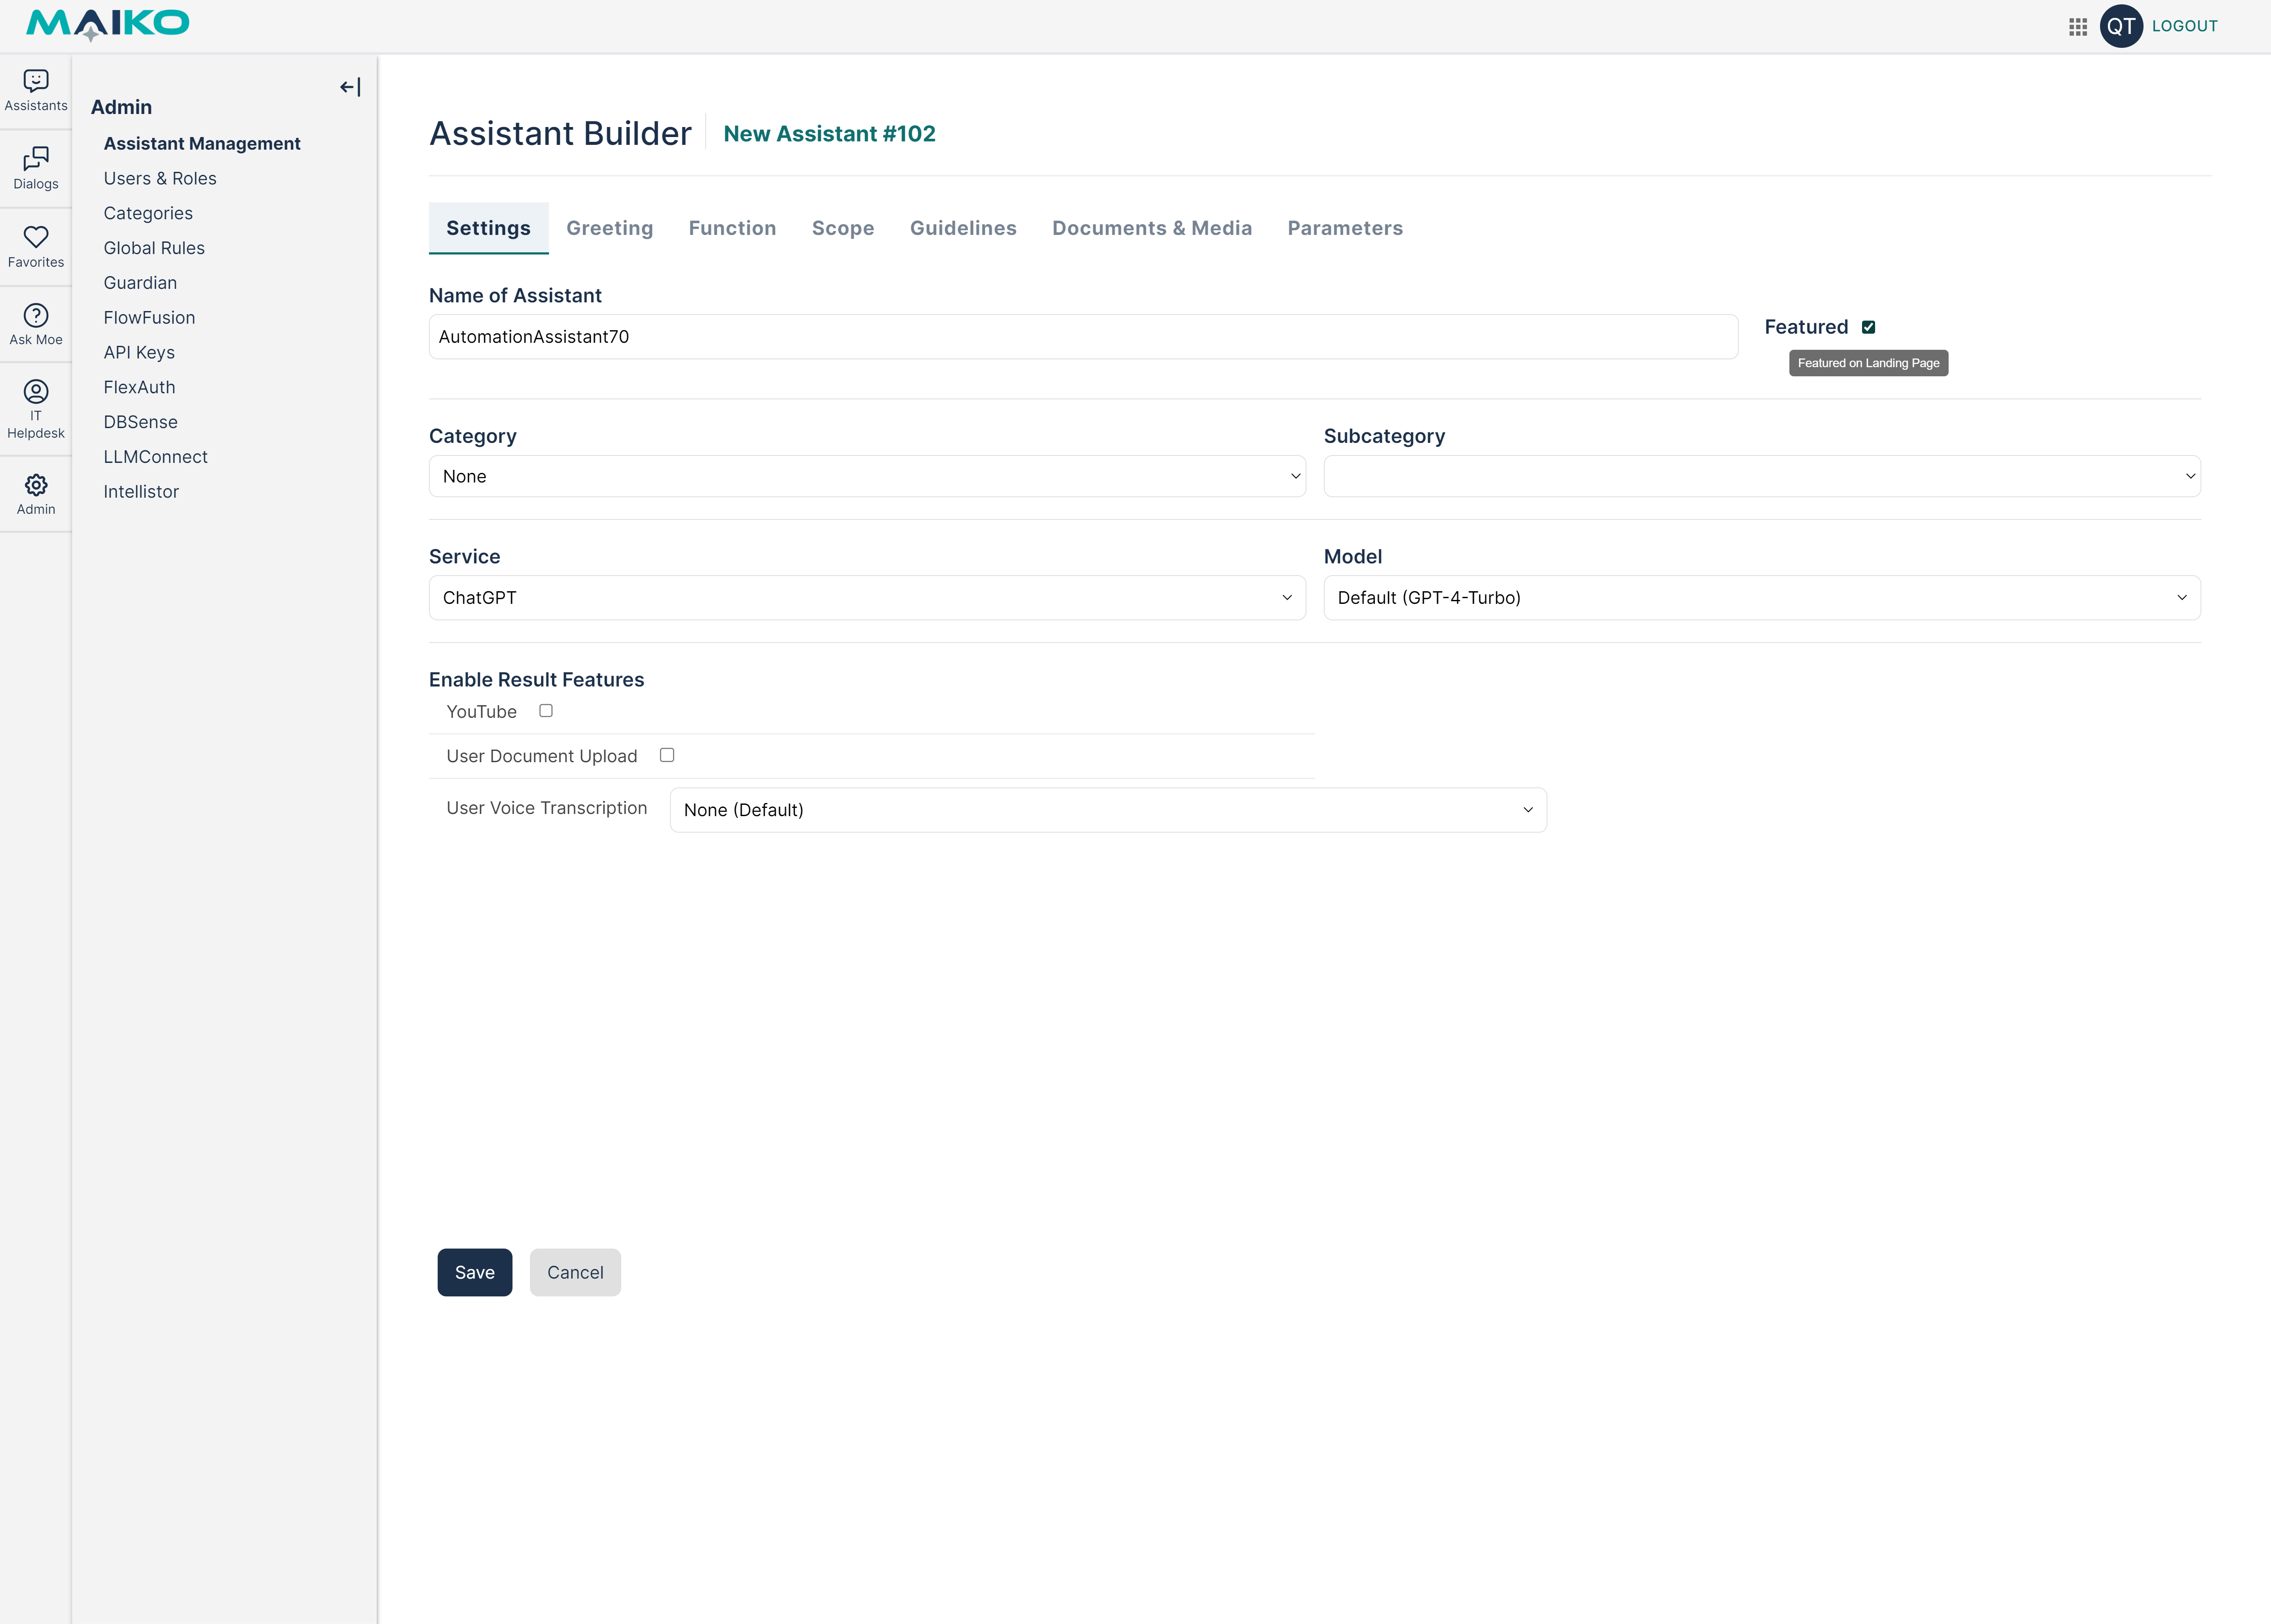 MAIKO
QT
LOGOUT
Assistants
Dialogs
Favorites
Ask Moe
IT
Helpdesk
Admin
Admin
Assistant Management
Users & Roles
Categories
Global Rules
Guardian
FlowFusion
API Keys
FlexAuth
DBSense
LLMConnect
Intellistor
Assistant Builder
New Assistant #102
Settings
Greeting
Function
Scope
Guidelines
Documents & Media
Parameters
Name of Assistant
AutomationAssistant70
Featured
Featured on Landing Page
Category
None
Subcategory
Service
ChatGPT
Model
Default (GPT-4-Turbo)
Enable Result Features
YouTube
User Document Upload
User Voice Transcription
None (Default)
Save
Cancel